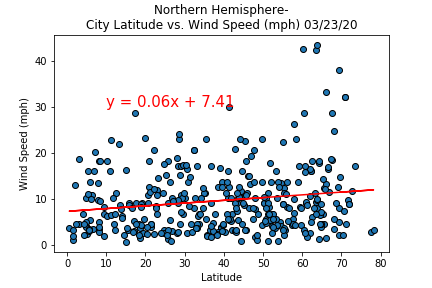 Northern Hemisphere-
City Latitude vs. Wind Speed (mph) 03/23/20
y = 0.06x + 7.41
Wind Speed (mph)
40
30
20
10
0
0 10 20 30 40 50 60 70 80
Latitude